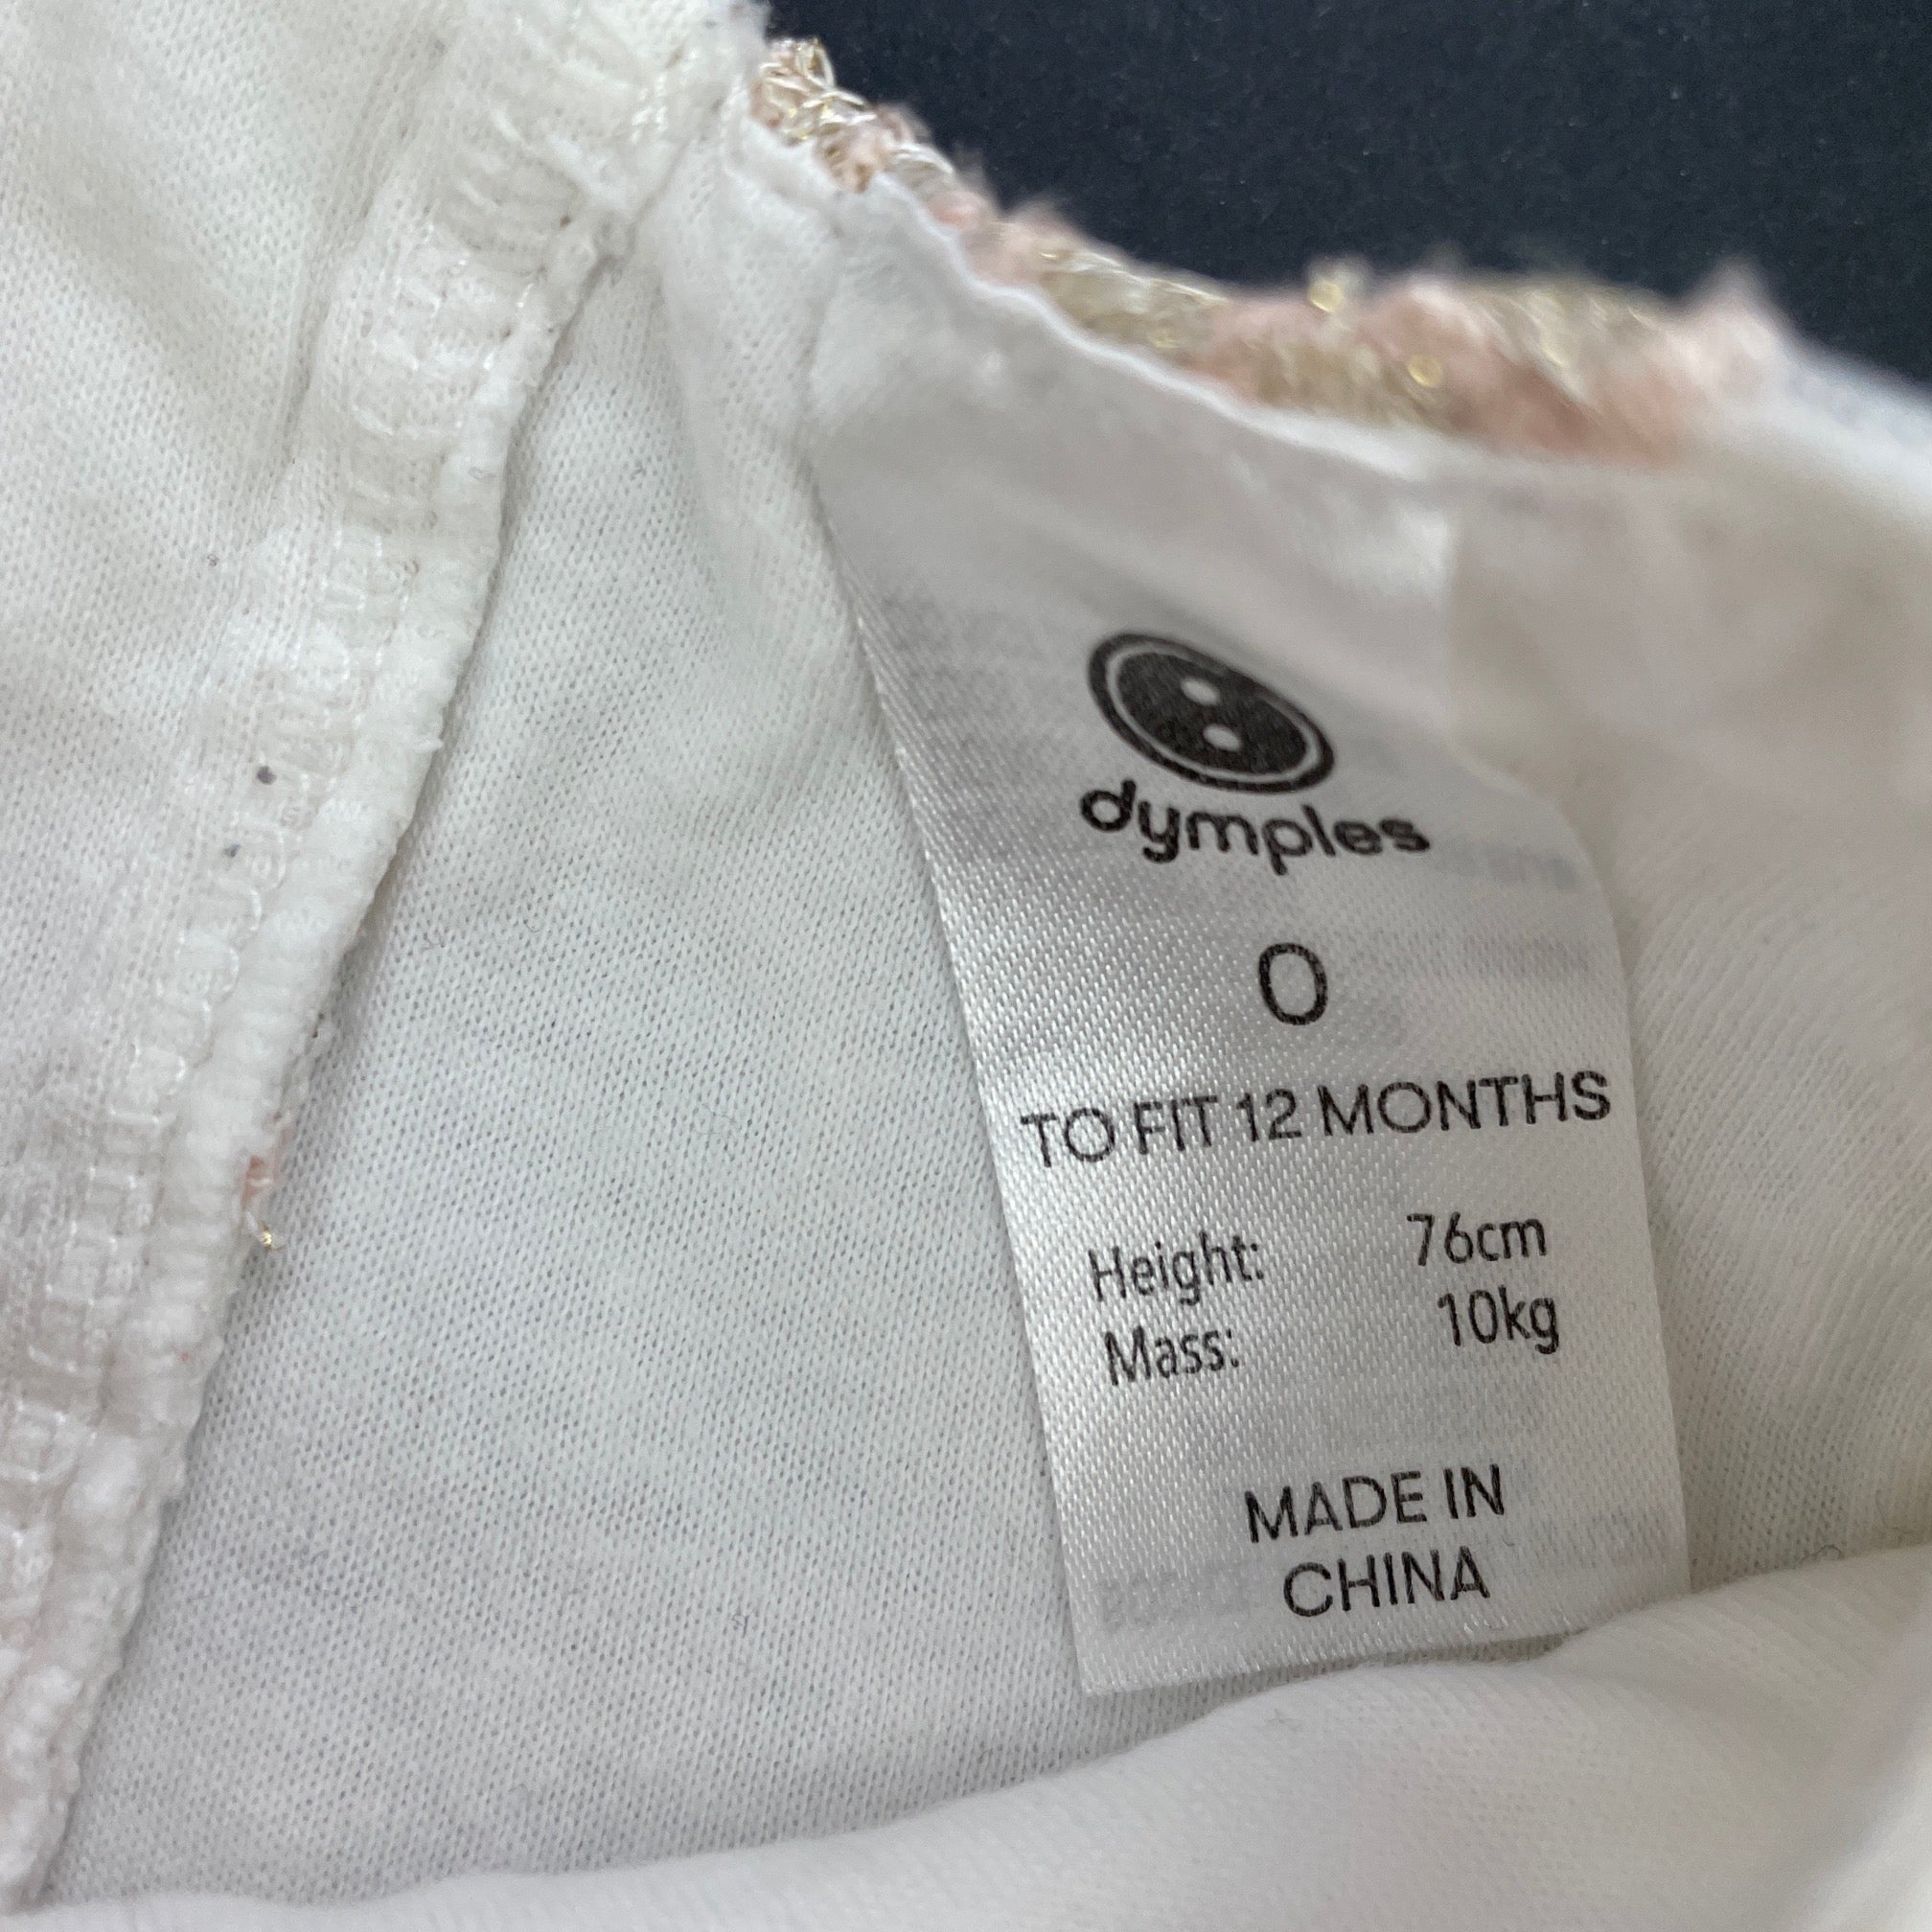 dymples
0
TO FIT 12 MONTHS
Height: 76cm
Mass: 10kg
MADE IN
CHINA